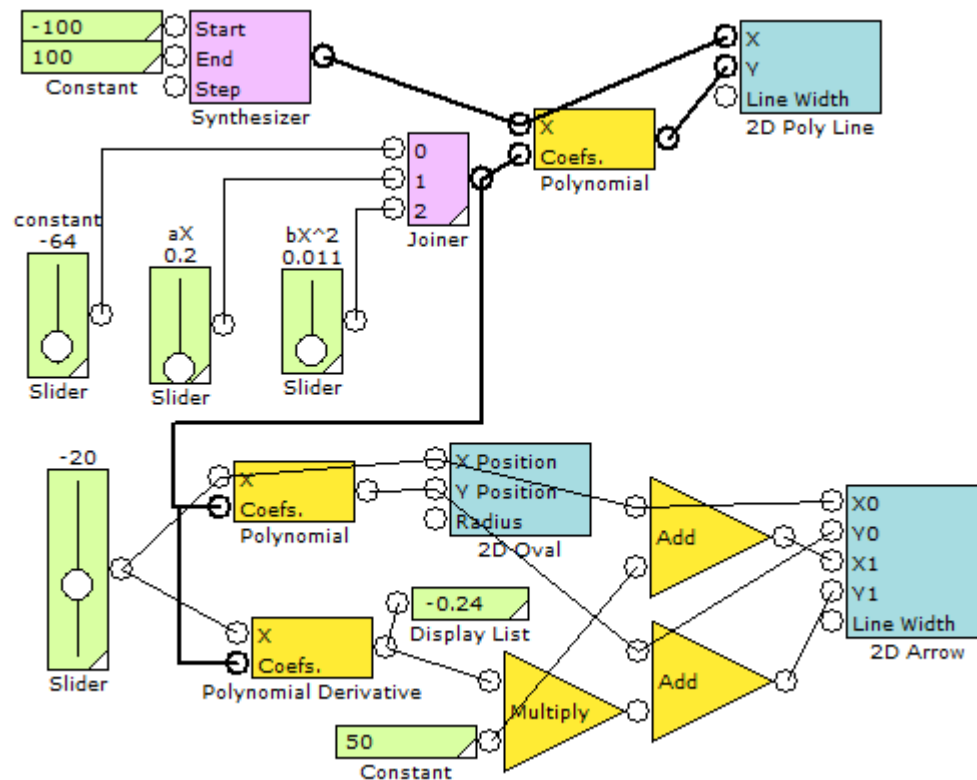 -100
100
Constant
Start
End
Step
Synthesizer
X
Y
Line Width
2D Poly Line
X
Coefs.
Polynomial
0
1
2
Joiner
constant
-64
Slider
aX
0.2
Slider
bX^2
0.011
Slider
-20
Slider
X
Coefs.
Polynomial
X Position
Y Position
Radius
2D Oval
Add
X0
Y0
X1
Y1
Line Width
2D Arrow
X
Coefs.
Polynomial Derivative
-0.24
Display List
Multiply
Add
50
Constant